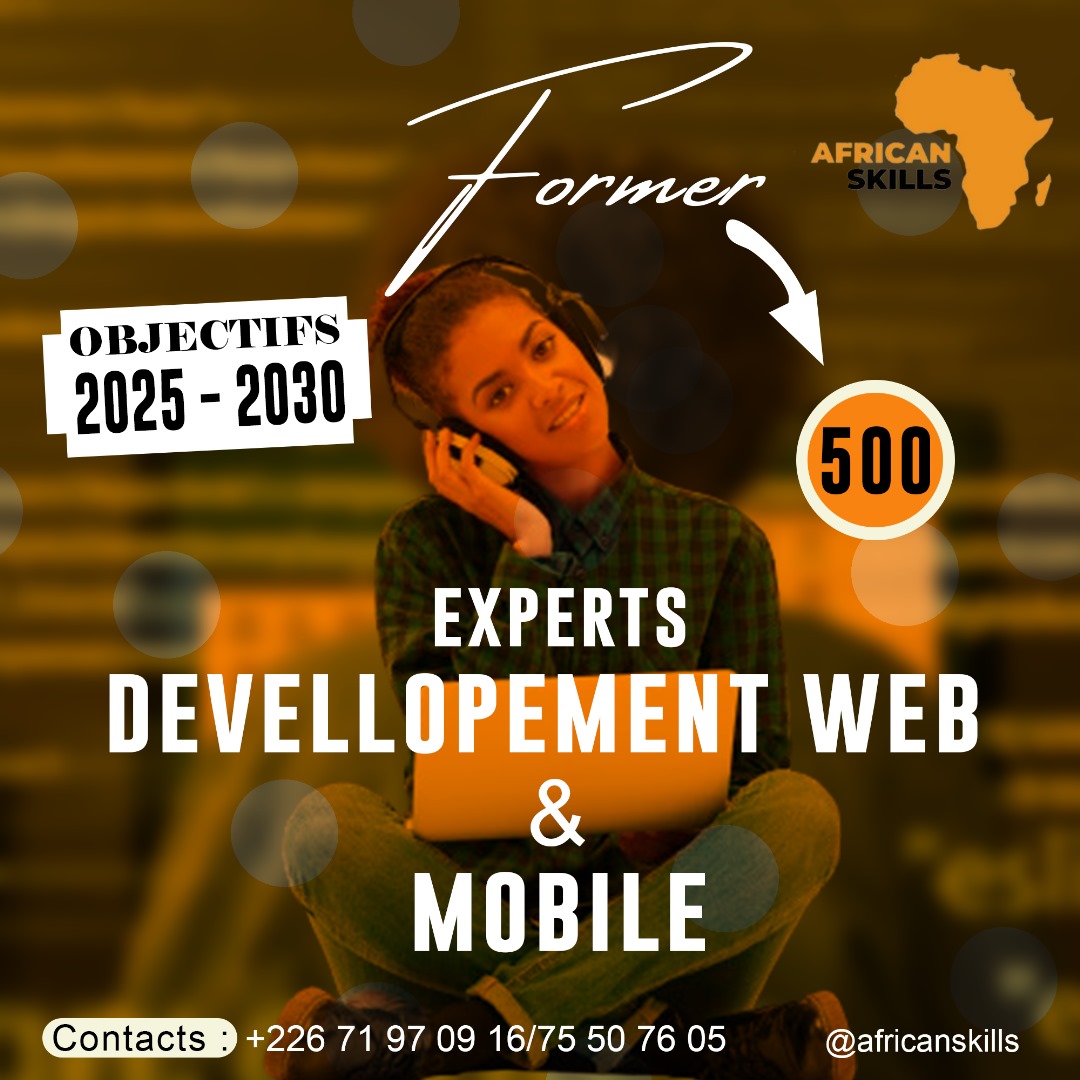 Former
AFRICAN
SKILLS
OBJECTIFS
2025 - 2030
500
EXPERTS
DEVELLOPEMENT WEB
&
MOBILE
Contacts : +226 71 97 09 16/75 50 76 05
@africanskills